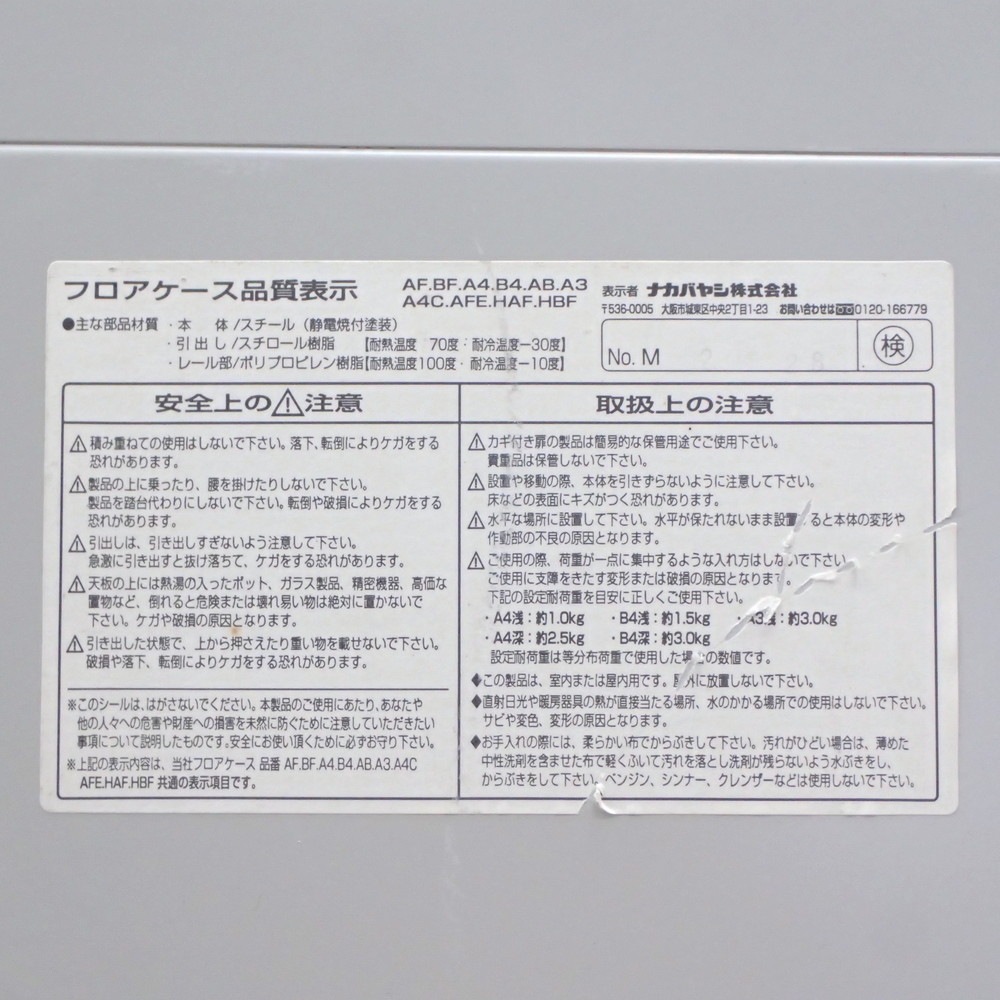 フロアケース品質表示
AF.BF.A4.B4.AB.A3
A4C.AFE.HAF.HBF
表示者 ナカバヤシ株式会社
〒536-0005 大阪市城東区中央2丁目1-23 お問い合わせは 0120-166779
●主な部品材質・本 体/スチール（静電焼付塗装）
・引出し/スチロール樹脂 【耐熱温度 70度・耐冷温度-30度】
・レール部/ポリプロピレン樹脂【耐熱温度100度・耐冷温度-10度】
No. M
検
安全上の⚠注意
⚠積み重ねての使用はしないで下さい。落下、転倒によりケガをする
恐れがあります。
⚠製品の上に乗ったり、腰を掛けたりしないで下さい。
製品を踏台代わりにしないで下さい。転倒や破損によりケガをする
恐れがあります。
⚠引出しは、引き出しすぎないよう注意して下さい。
急激に引き出すと抜け落ちて、ケガをする恐れがあります。
⚠天板の上には熱湯の入ったポット、ガラス製品、精密機器、高価な
置物など、倒れると危険または壊れ易い物は絶対に置かないで
下さい。ケガや破損の原因となります。
⚠引き出した状態で、上から押さえたり重い物を載せないで下さい。
破損や落下、転倒によりケガをする恐れがあります。
※このシールは、はがさないでください。本製品のご使用にあたり、あなたや
他の人々への危害や財産への損害を未然に防ぐために注意していただきたい
事項について説明したものです。安全にお使い頂くために必ずお守り下さい。
※上記の表示内容は、当社フロアケース 品番 AF.BF.A4.B4.AB.A3.A4C
AFE.HAF.HBF 共通の表示項目です。
取扱上の注意
⚠カギ付き扉の製品は簡易的な保管用途でご使用下さい。
貴重品は保管しないで下さい。
⚠設置や移動の際、本体を引きずらないように注意して下さい。
床などの表面にキズがつく恐れがあります。
⚠水平な場所に設置して下さい。水平が保たれないまま設置 ると本体の変形や
作動部の不良の原因となります。
⚠ご使用の際、荷重が一点に集中するような入れ方はしないで下さい。
ご使用に支障をきたす変形または破損の原因となります。
下記の設定耐荷重を目安に正しくご使用下さい。
・A4浅：約1.0kg ・B4浅：約1.5kg ・A3浅：約3.0kg
・A4深：約2.5kg ・B4深：約3.0kg
設定耐荷重は等分布荷重で使用した場合の数値です。
◆この製品は、室内または屋内用です。屋外に放置しないで下さい。
◆直射日光や暖房器具の熱が直接当たる場所、水のかかる場所での使用はしないで下さい。
サビや変色、変形の原因となります。
◆お手入れの際には、柔らかい布でからぶきして下さい。汚れがひどい場合は、薄めた
中性洗剤を含ませた布で軽くふいて汚れを落とし洗剤が残らないよう水ぶきをし、
からぶきをして下さい。ベンジン、シンナー、クレンザーなどは使用しないで下さい。